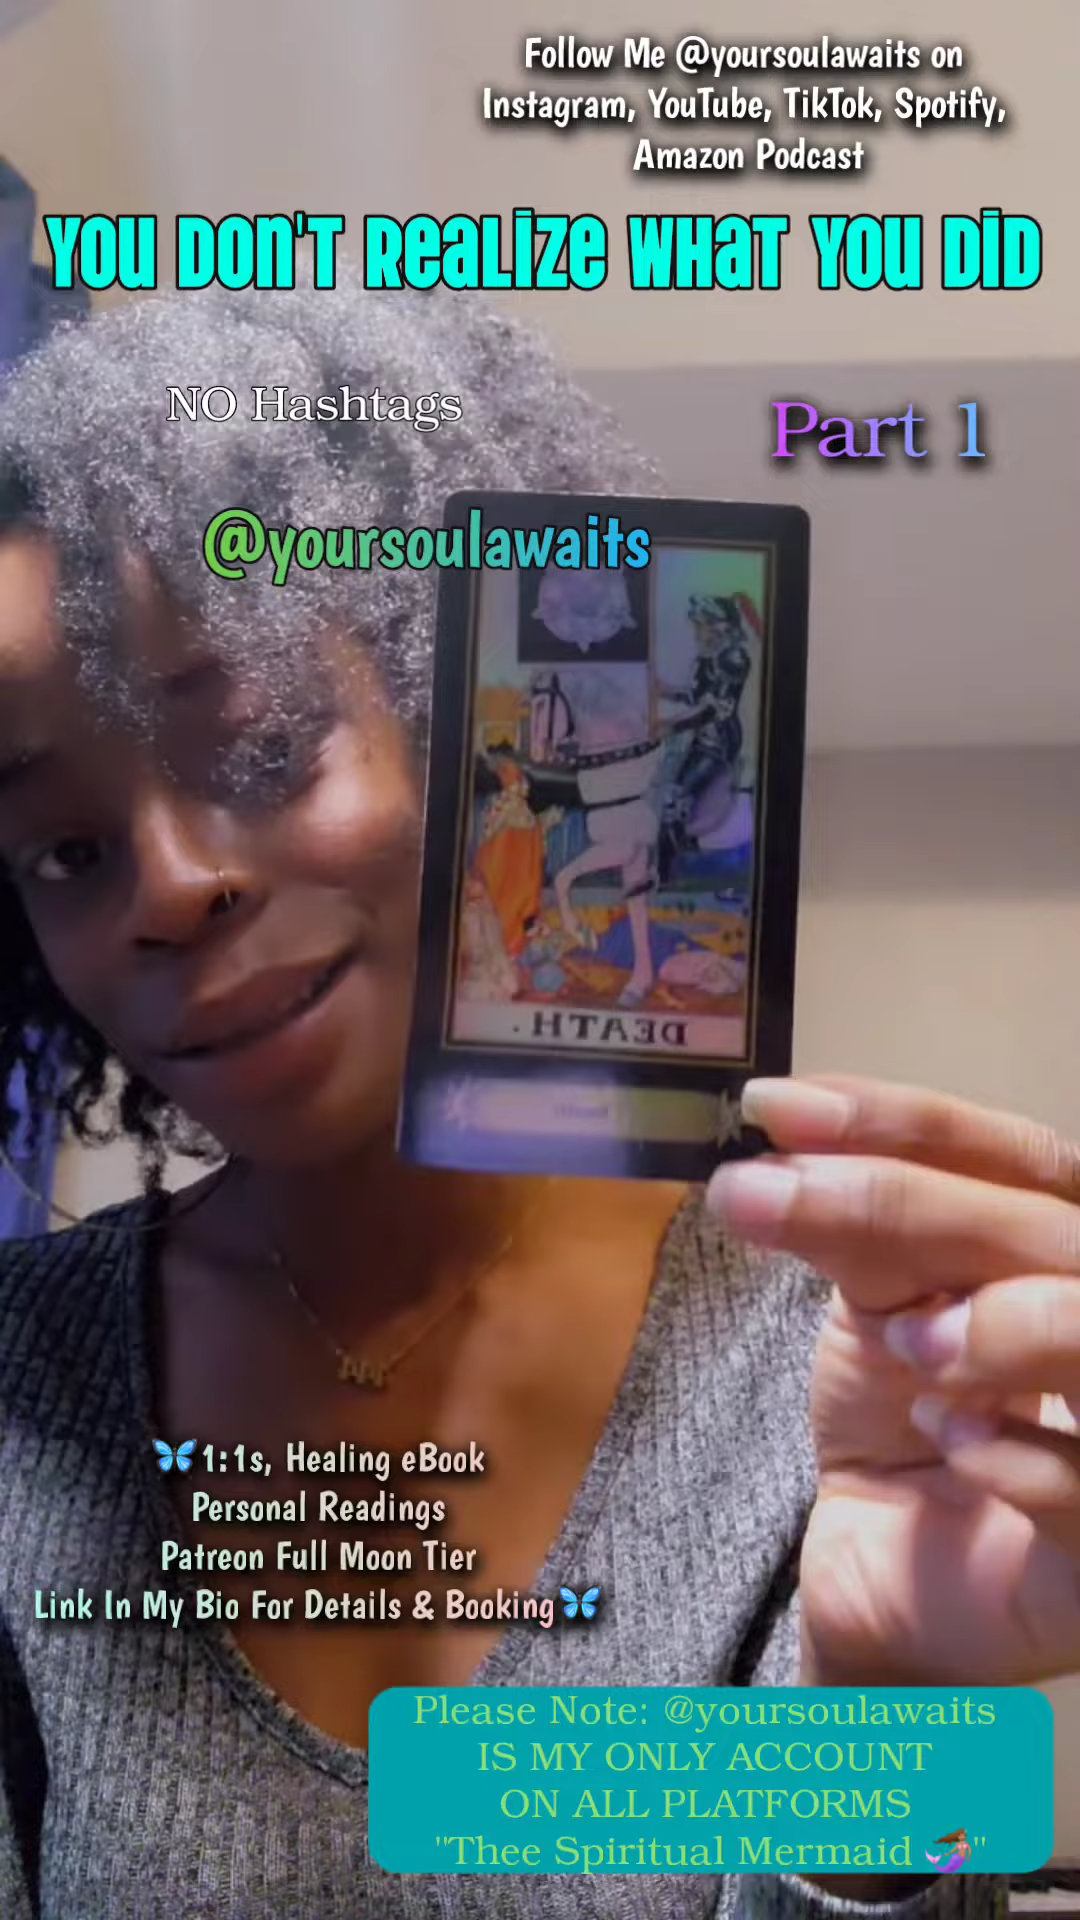 Follow Me @yoursoulawaits on
Instagram, YouTube, TikTok, Spotify,
Amazon Podcast
YOU DON'T REALIZE WHAT YOU DID
NO Hashtags
Part 1
@yoursoulawaits
DEATH.
🦋1:1s, Healing eBook
Personal Readings
Patreon Full Moon Tier
Link In My Bio For Details & Booking🦋
Please Note: @yoursoulawaits
IS MY ONLY ACCOUNT
ON ALL PLATFORMS
"Thee Spiritual Mermaid 🧜🏾‍♀️"